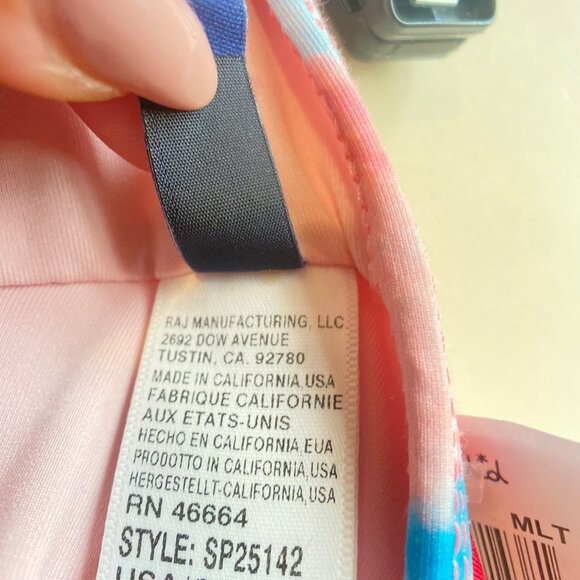 RAJ MANUFACTURING, LLC
2692 DOW AVENUE
TUSTIN, CA. 92780
MADE IN CALIFORNIA,USA
FABRIQUE CALIFORNIE
AUX ETATS-UNIS
HECHO EN CALIFORNIA,EUA
PRODOTTO IN CALIFORNIA,USA
HERGESTELLT-CALIFORNIA,USA
RN 46664
STYLE: SP25142
MLT